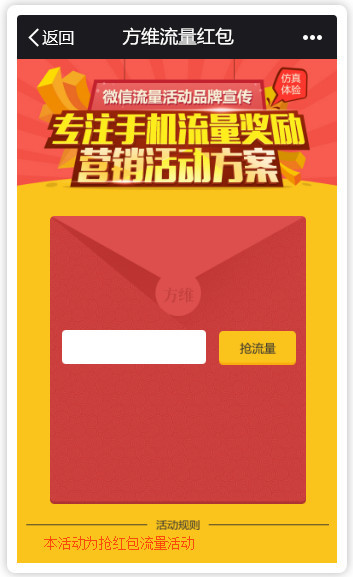 返回
方维流量红包
仿真
体验
微信流量活动品牌宣传
专注手机流量奖励
营销活动方案
方维
抢流量
活动规则
本活动为抢红包流量活动